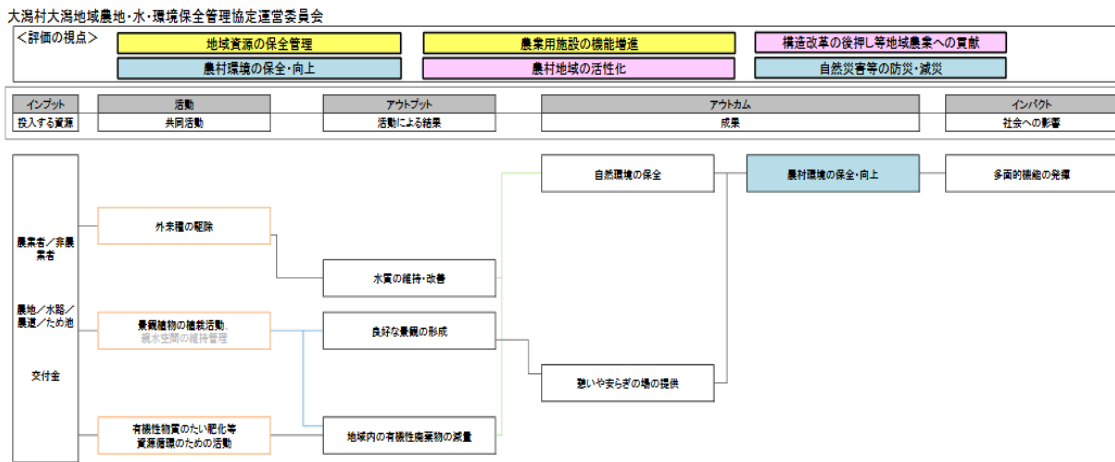 大潟村大潟地域農地・水・環境保全管理協定運営委員会
＜評価の視点＞
地域資源の保全管理
農業用施設の機能増進
構造改革の後押し等地域農業への貢献
農村環境の保全・向上
農村地域の活性化
自然災害等の防災・減災
インプット
活動
アウトプット
アウトカム
インパクト
投入する資源
共同活動
活動による結果
成果
社会への影響
自然環境の保全
農村環境の保全・向上
多面的機能の発揮
外来種の駆除
農業者／非農
業者
水質の維持・改善
農地／水路／
農道／ため池
景観植物の植栽活動、
親水空間の維持管理
良好な景観の形成
交付金
憩いや安らぎの場の提供
有機性物質のたい肥化等
資源循環のための活動
地域内の有機性廃棄物の減量